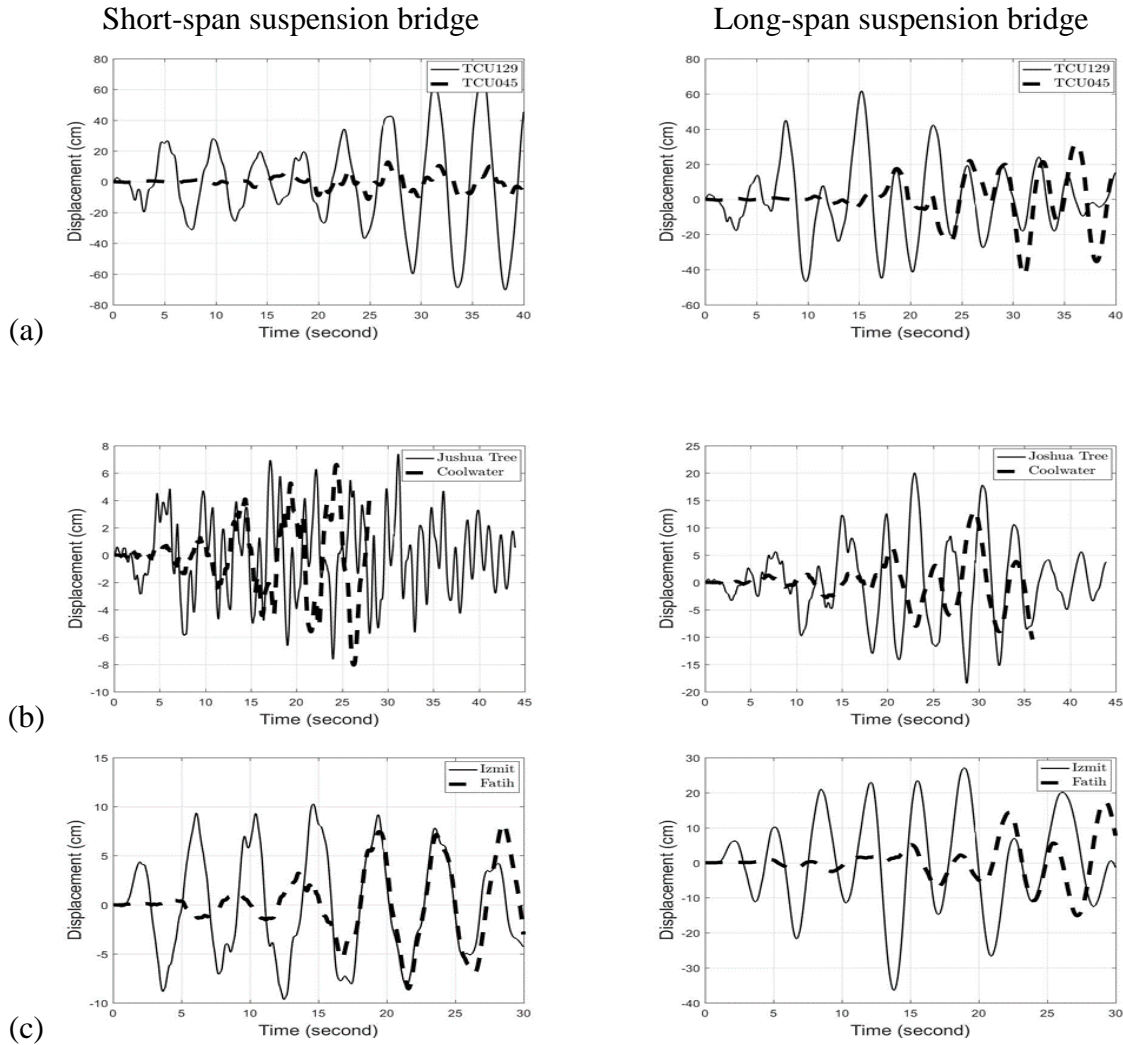 Short-span suspension bridge
Long-span suspension bridge
80
60
40
20
0
-20
-40
-60
-80
Displacement (cm)
TCU129
TCU045
0 5 10 15 20 25 30 35 40
Time (second)
80
60
40
20
0
-20
-40
-60
Displacement (cm)
TCU129
TCU045
0 5 10 15 20 25 30 35 40
Time (second)
(a)
8
6
4
2
0
-2
-4
-6
-8
-10
Displacement (cm)
Jushua Tree
Coolwater
0 5 10 15 20 25 30 35 40 45
Time (second)
25
20
15
10
5
0
-5
-10
-15
-20
Displacement (cm)
Joshua Tree
Coolwater
0 5 10 15 20 25 30 35 40 45
Time (second)
(b)
15
10
5
0
-5
-10
Displacement (cm)
Izmit
Fatih
0 5 10 15 20 25 30
Time (second)
30
20
10
0
-10
-20
-30
-40
Displacement (cm)
Izmit
Fatih
0 5 10 15 20 25 30
Time (second)
(c)